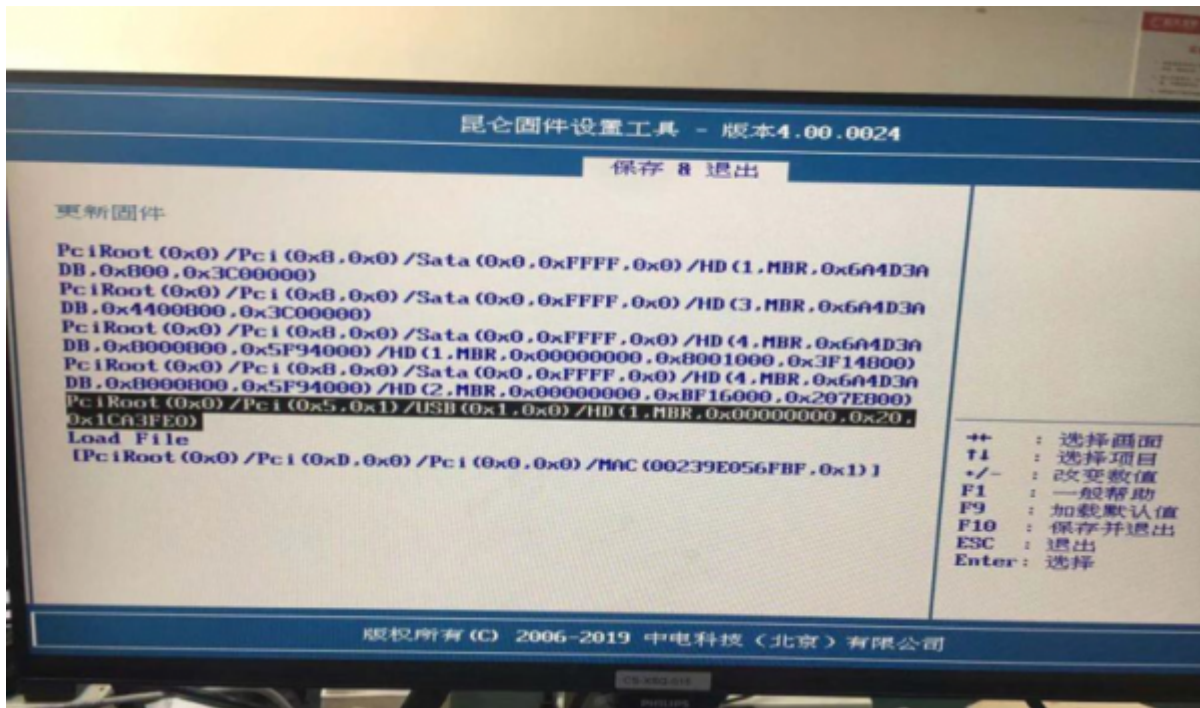 昆仑固件设置工具 - 版本4.00.0024
保存 & 退出
更新固件
PciRoot(0x0)/Pci(0x8,0x0)/Sata(0x0,0xFFFF,0x0)/HD(1,MBR,0x6A4D3A
DB,0x800,0x3C00000)
PciRoot(0x0)/Pci(0x8,0x0)/Sata(0x0,0xFFFF,0x0)/HD(3,MBR,0x6A4D3A
DB,0x4400800,0x3C00000)
PciRoot(0x0)/Pci(0x8,0x0)/Sata(0x0,0xFFFF,0x0)/HD(4,MBR,0x6A4D3A
DB,0x8000800,0x5F94000)/HD(1,MBR,0x00000000,0x8001000,0x3F14800)
PciRoot(0x0)/Pci(0x8,0x0)/Sata(0x0,0xFFFF,0x0)/HD(4,MBR,0x6A4D3A
DB,0x8000800,0x5F94000)/HD(2,MBR,0x00000000,0xBF16000,0x207E800)
PciRoot(0x0)/Pci(0x5,0x1)/USB(0x1,0x0)/HD(1,MBR,0x00000000,0x20,
0x1CA3FE0)
Load File
[PciRoot(0x0)/Pci(0xD,0x0)/Pci(0x0,0x0)/MAC(00239E056FBF,0x1)]
→← : 选择画面
↑↓ : 选择项目
+/- : 改变数值
F1 : 一般帮助
F9 : 加载默认值
F10 : 保存并退出
ESC : 退出
Enter: 选择
版权所有(C) 2006-2019 中电科技（北京）有限公司
PHILIPS